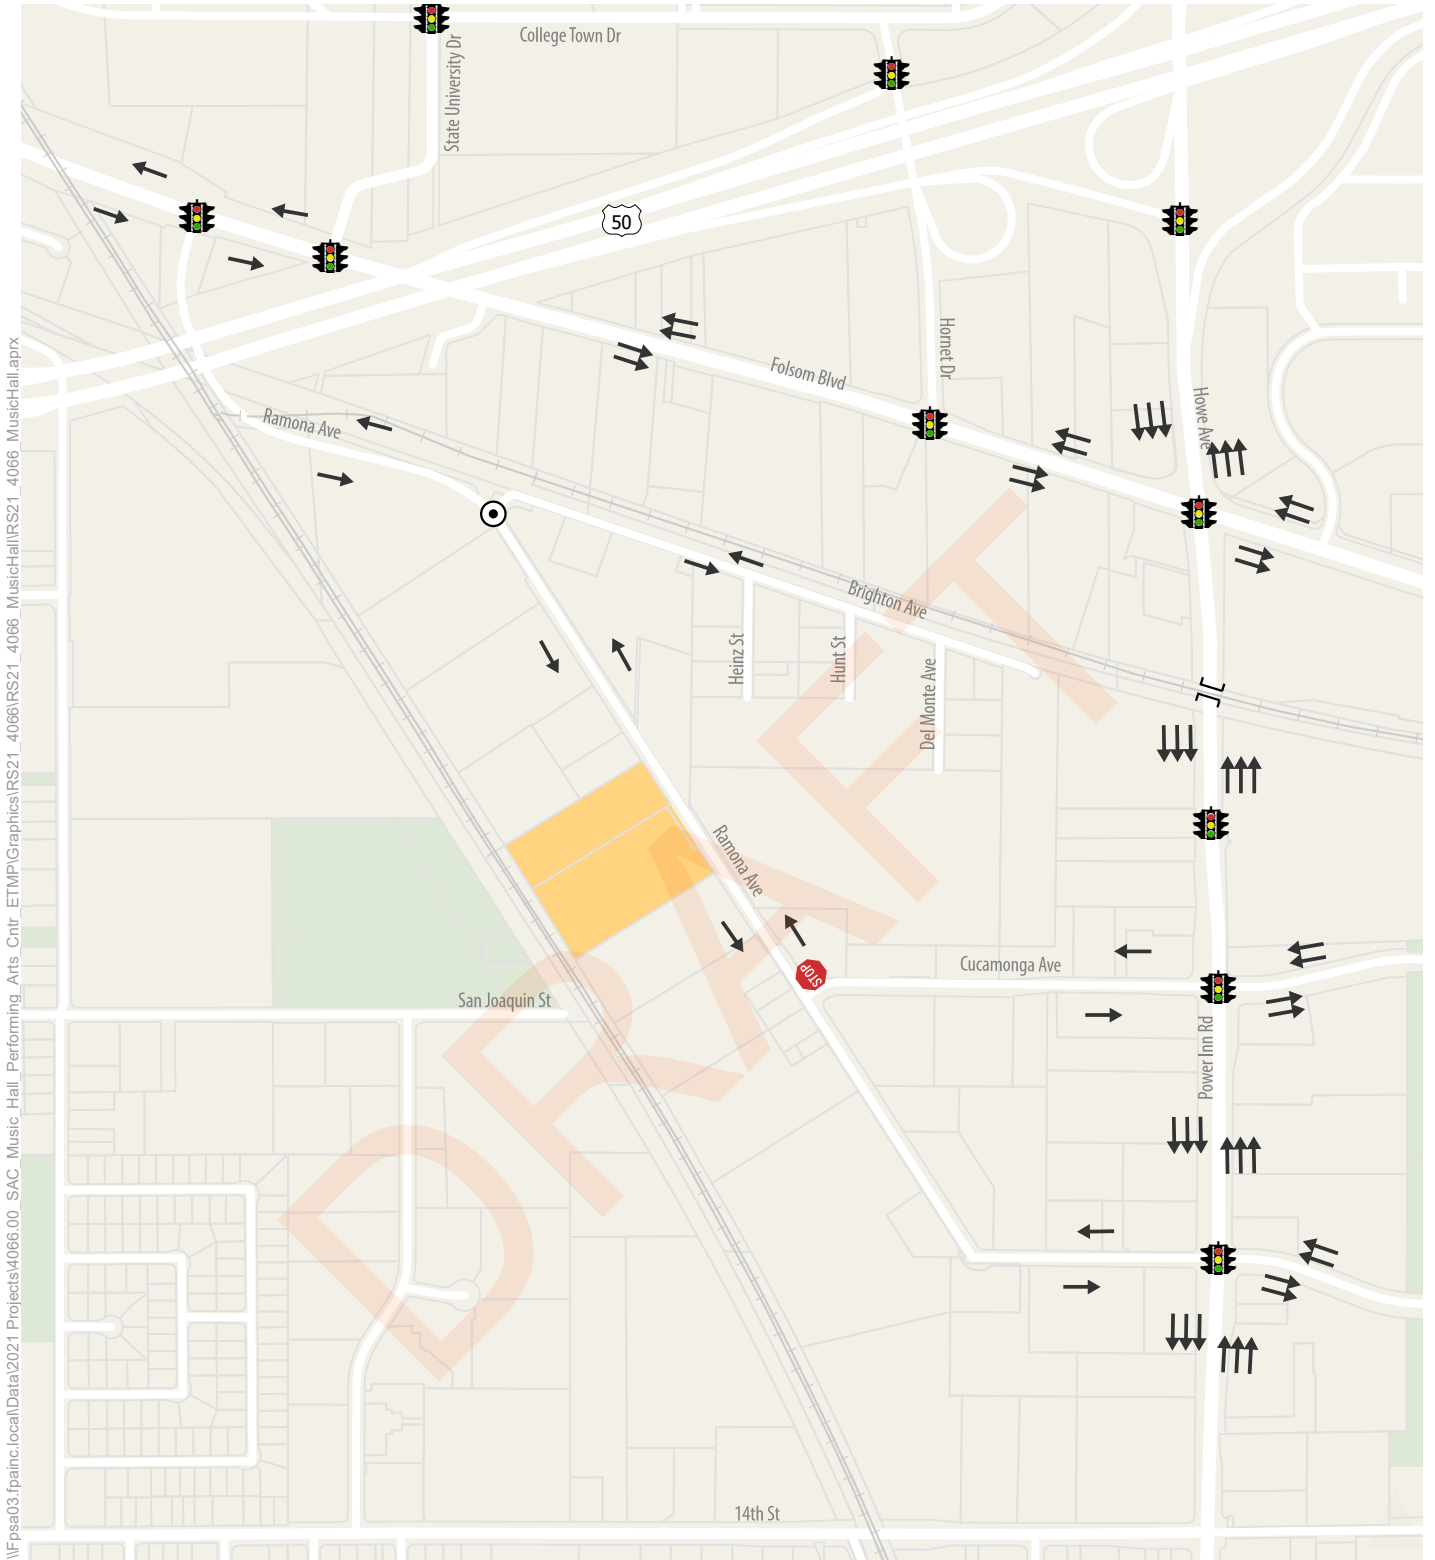 College Town Dr
State University Dr
50
Hornet Dr
Folsom Blvd
Howe Ave
Ramona Ave
Brighton Ave
Heinz St
Hunt St
Del Monte Ave
Ramona Ave
STOP
Cucamonga Ave
San Joaquin St
Power Inn Rd
14th St
DRAFT
\\Fpsa03.fpainc.local\Data\2021 Projects\4066.00_SAC_Music_Hall_Performing_Arts_Cntr_ETMP\Graphics\RS21_4066\RS21_4066_MusicHall\RS21_4066_MusicHall.aprx